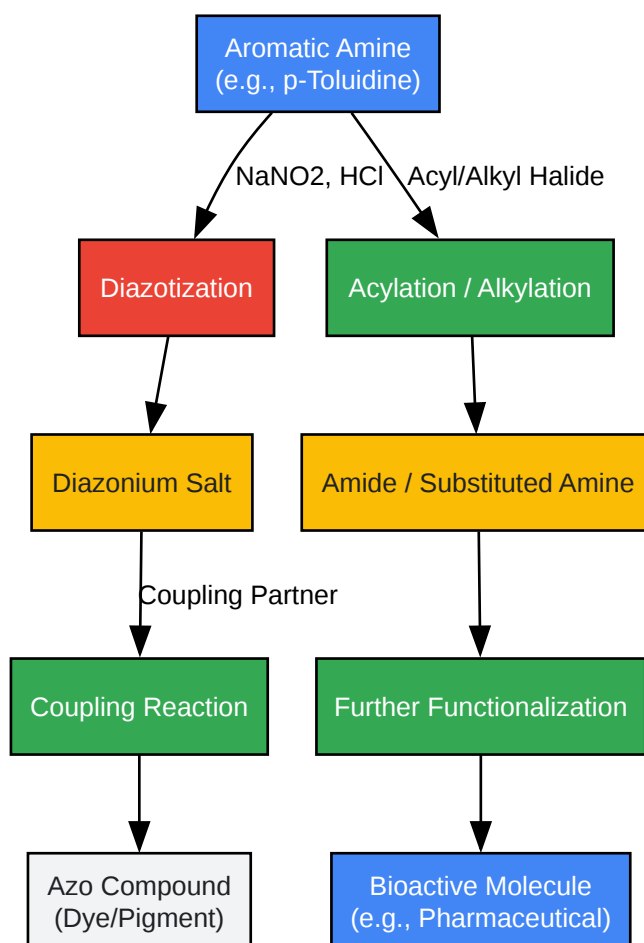 Aromatic Amine
(e.g., p-Toluidine)
NaNO2, HCl
Acyl/Alkyl Halide
Diazotization
Acylation / Alkylation
Diazonium Salt
Amide / Substituted Amine
Coupling Partner
Coupling Reaction
Further Functionalization
Azo Compound
(Dye/Pigment)
Bioactive Molecule
(e.g., Pharmaceutical)